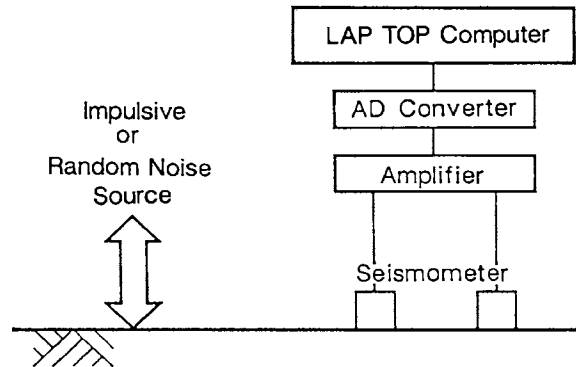 LAP TOP Computer
AD Converter
Amplifier
Impulsive
or
Random Noise
Source
Seismometer